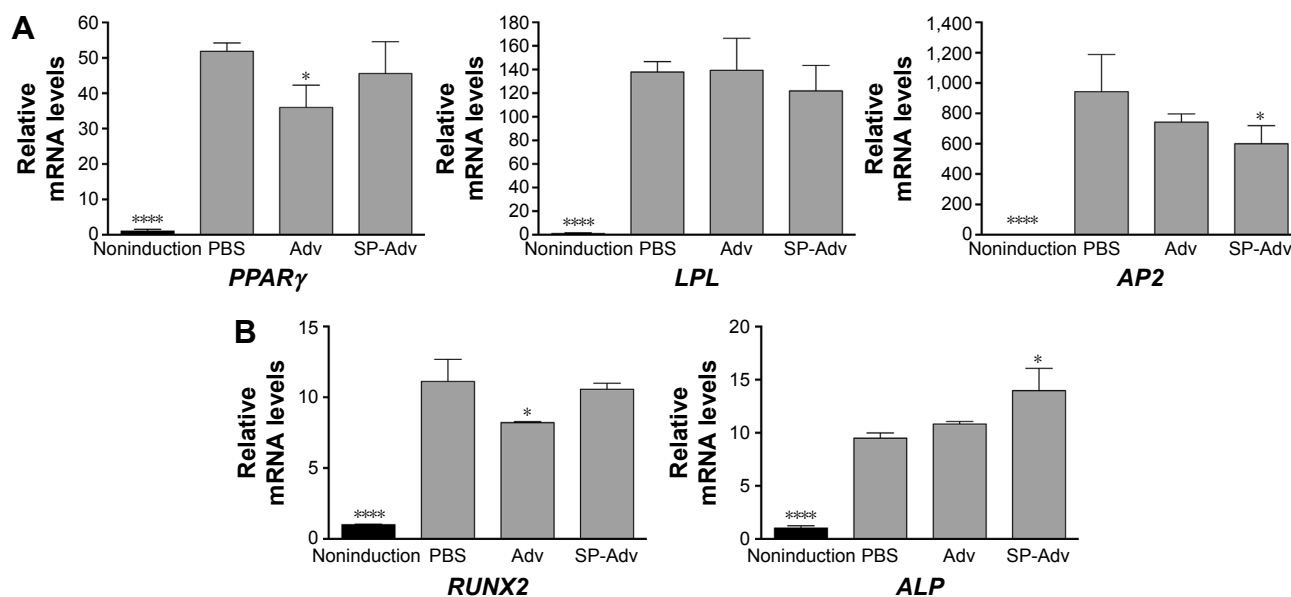 A
Relative
mRNA levels
60
50
40
30
20
10
0
****
*
Noninduction PBS Adv SP-Adv
PPARγ
Relative
mRNA levels
180
160
140
120
100
80
60
40
20
0
****
Noninduction PBS Adv SP-Adv
LPL
Relative
mRNA levels
1,400
1,200
1,000
800
600
400
200
0
****
*
Noninduction PBS Adv SP-Adv
AP2
B
Relative
mRNA levels
15
10
5
0
****
*
Noninduction PBS Adv SP-Adv
RUNX2
Relative
mRNA levels
20
15
10
5
0
****
*
Noninduction PBS Adv SP-Adv
ALP